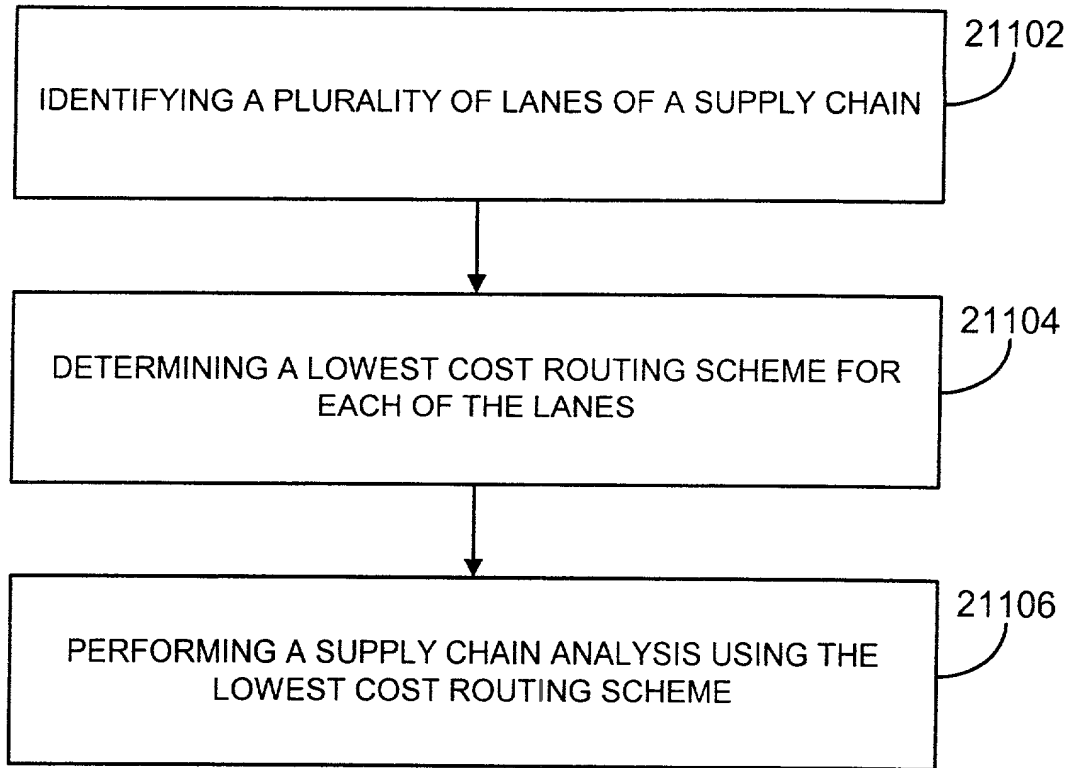 21102
IDENTIFYING A PLURALITY OF LANES OF A SUPPLY CHAIN
21104
DETERMINING A LOWEST COST ROUTING SCHEME FOR
EACH OF THE LANES
21106
PERFORMING A SUPPLY CHAIN ANALYSIS USING THE
LOWEST COST ROUTING SCHEME